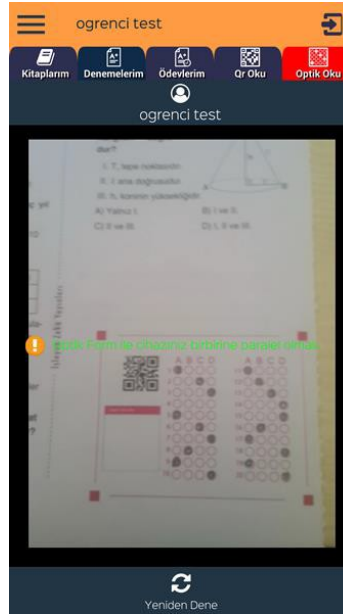 ogrenci test
Kitaplarım
Denemelerim
Ödevlerim
Qr Oku
Optik Oku
ogrenci test
dur?
I. T, tepe noktasıdır.
II. l, ana doğrusudur.
III. h, koninin yüksekliğidir.
A) Yalnız I.
B) I ve II.
C) II ve III.
D) I, II ve III.
Optik Form ile cihazınız birbirine paralel olmalı
A B C D
A B C D
Yeniden Dene